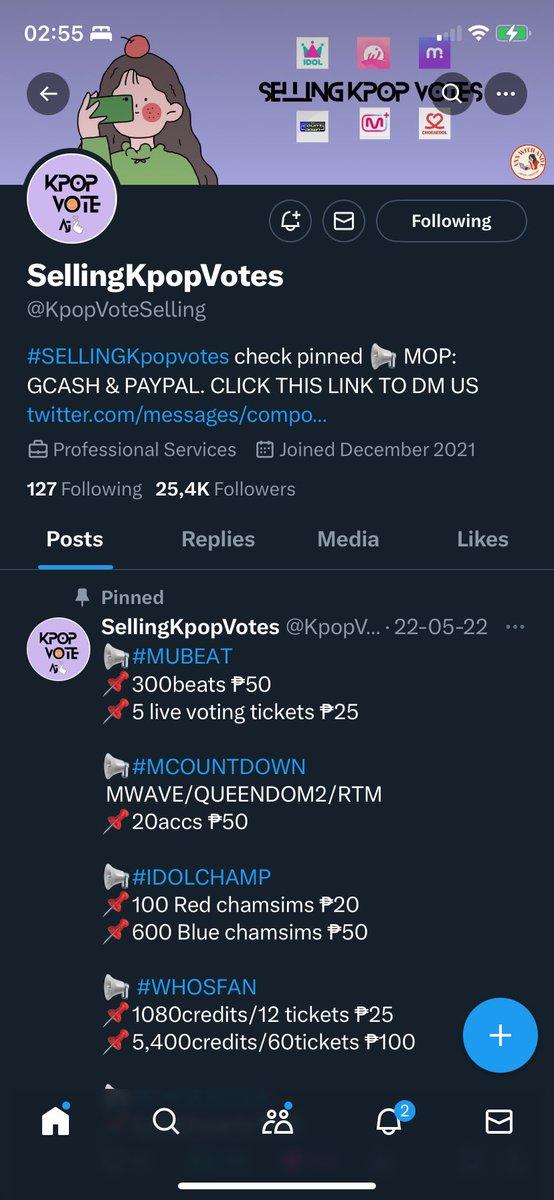 02:55
IDOL
m
SELLING KPOP VOTES
M+
CHOEAEDOL
KPOP
VOTE
Following
SellingKpopVotes
@KpopVoteSelling
#SELLINGKpopvotes check pinned 📢 MOP:
GCASH & PAYPAL. CLICK THIS LINK TO DM US
twitter.com/messages/compo...
Professional Services Joined December 2021
127 Following 25,4K Followers
Posts Replies Media Likes
Pinned
KPOP
VOTE
SellingKpopVotes @KpopV... · 22-05-22
📢#MUBEAT
📌300beats ₱50
📌5 live voting tickets ₱25
📢#MCOUNTDOWN
MWAVE/QUEENDOM2/RTM
📌20accs ₱50
📢#IDOLCHAMP
📌100 Red chamsims ₱20
📌600 Blue chamsims ₱50
📢 #WHOSFAN
📌1080credits/12 tickets ₱25
📌5,400credits/60tickets ₱100
2